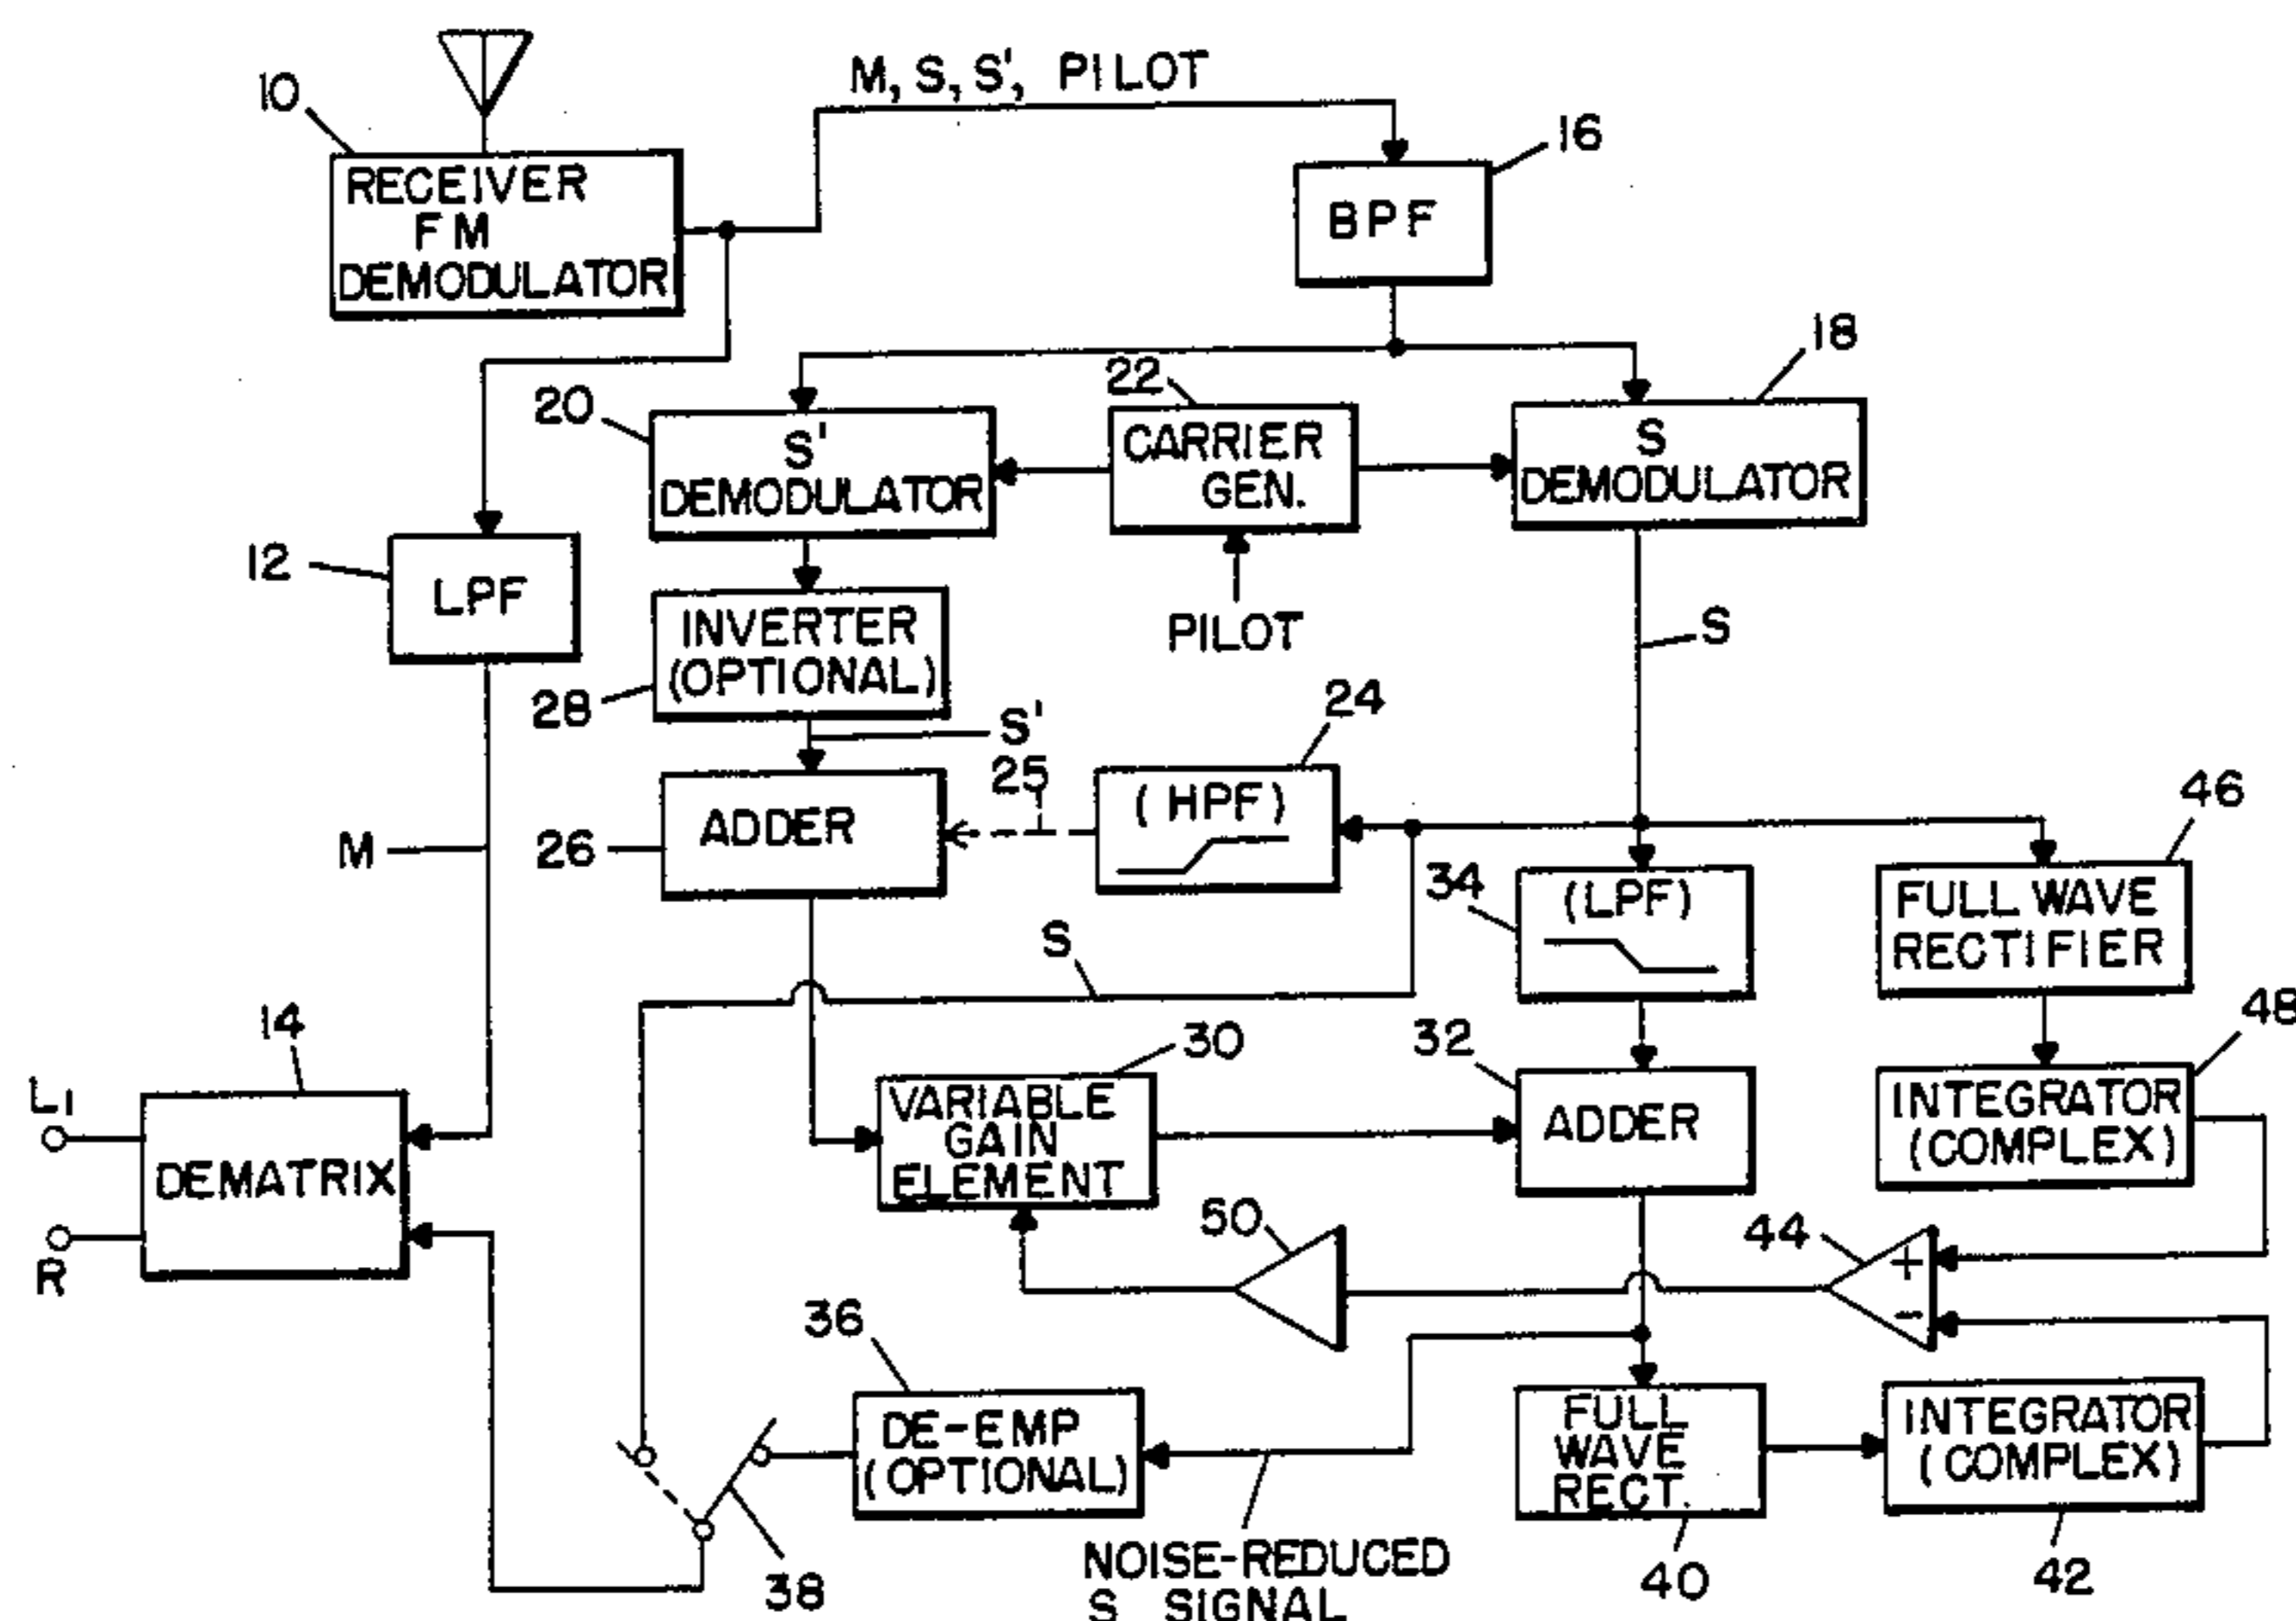 M, S, S', PILOT
10
16
RECEIVER
FM
DEMODULATOR
BPF
18
22
20
S'
DEMODULATOR
CARRIER
GEN.
S
DEMODULATOR
12
LPF
INVERTER
(OPTIONAL)
PILOT
S
28
S'
24
25
46
ADDER
(HPF)
M
26
34
(LPF)
FULL WAVE
RECTIFIER
S
14
30
32
48
L1
VARIABLE
GAIN
ELEMENT
ADDER
INTEGRATOR
(COMPLEX)
DEMATRIX
50
44
+
-
R
36
DE-EMP
(OPTIONAL)
FULL
WAVE
RECT.
INTEGRATOR
(COMPLEX)
38
NOISE-REDUCED
S SIGNAL
40
42